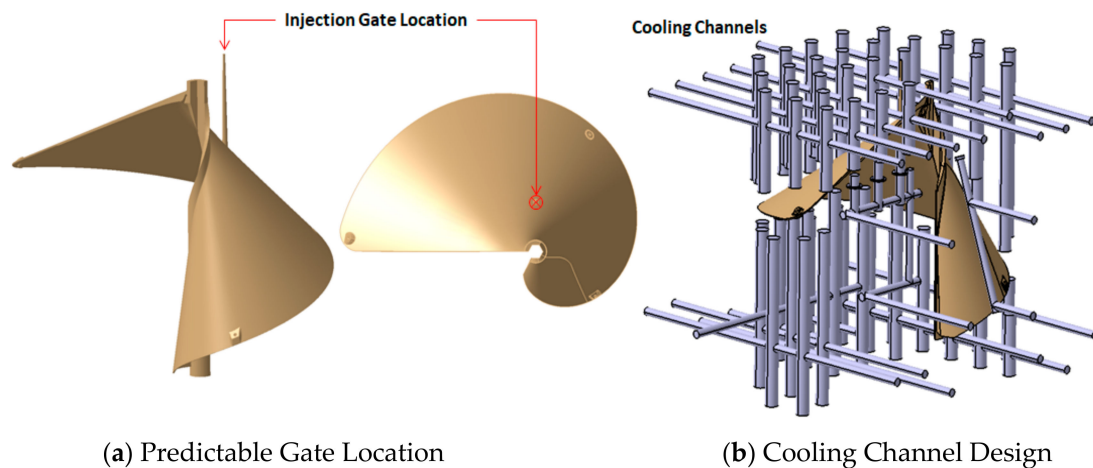 Injection Gate Location
Cooling Channels
(a) Predictable Gate Location
(b) Cooling Channel Design